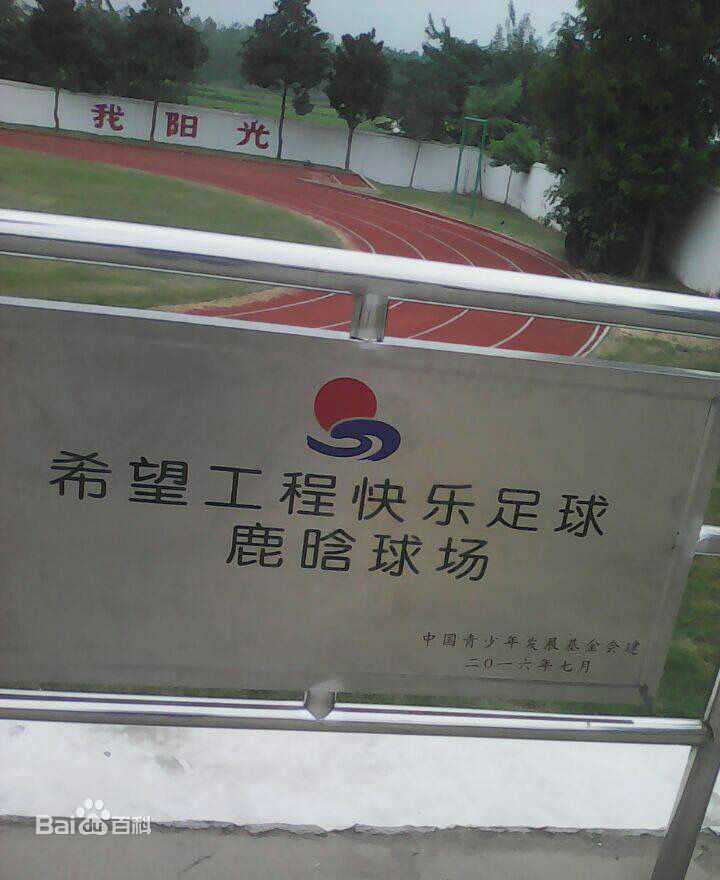 我阳光
希望工程快乐足球
鹿晗球场
中国青少年发展基金会建
二〇一六年七月
Baidu百科